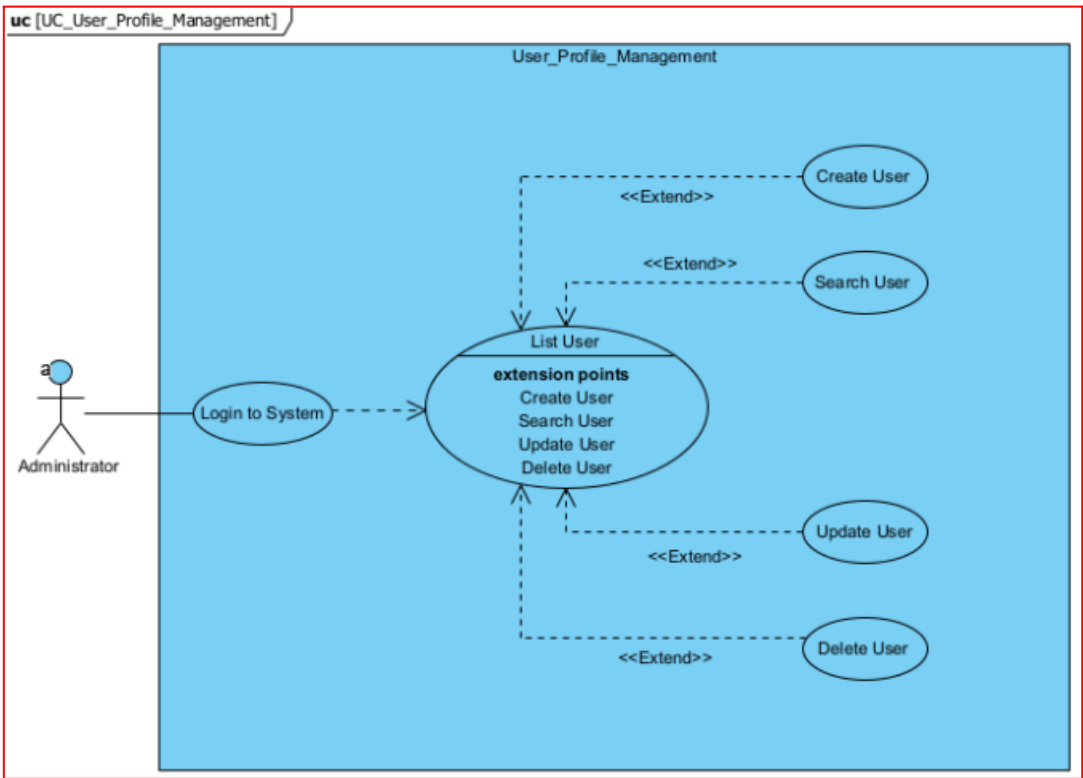 uc [UC_User_Profile_Management]
User_Profile_Management
Create User
<<Extend>>
<<Extend>>
Search User
List User
extension points
Create User
Search User
Update User
Delete User
a
Login to System
Administrator
Update User
<<Extend>>
Delete User
<<Extend>>